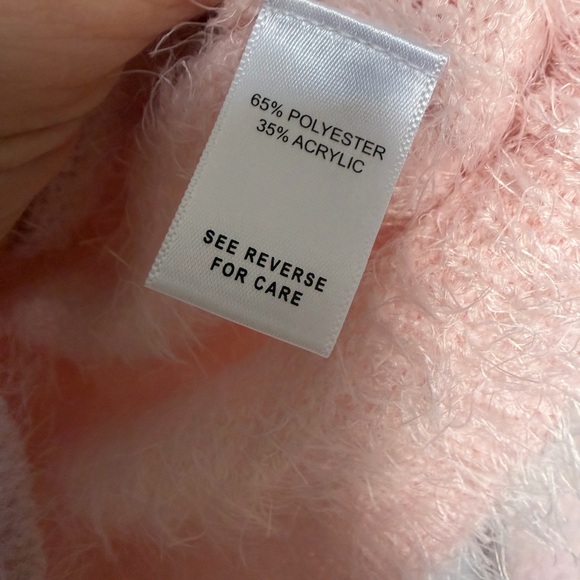 65% POLYESTER
35% ACRYLIC
SEE REVERSE
FOR CARE